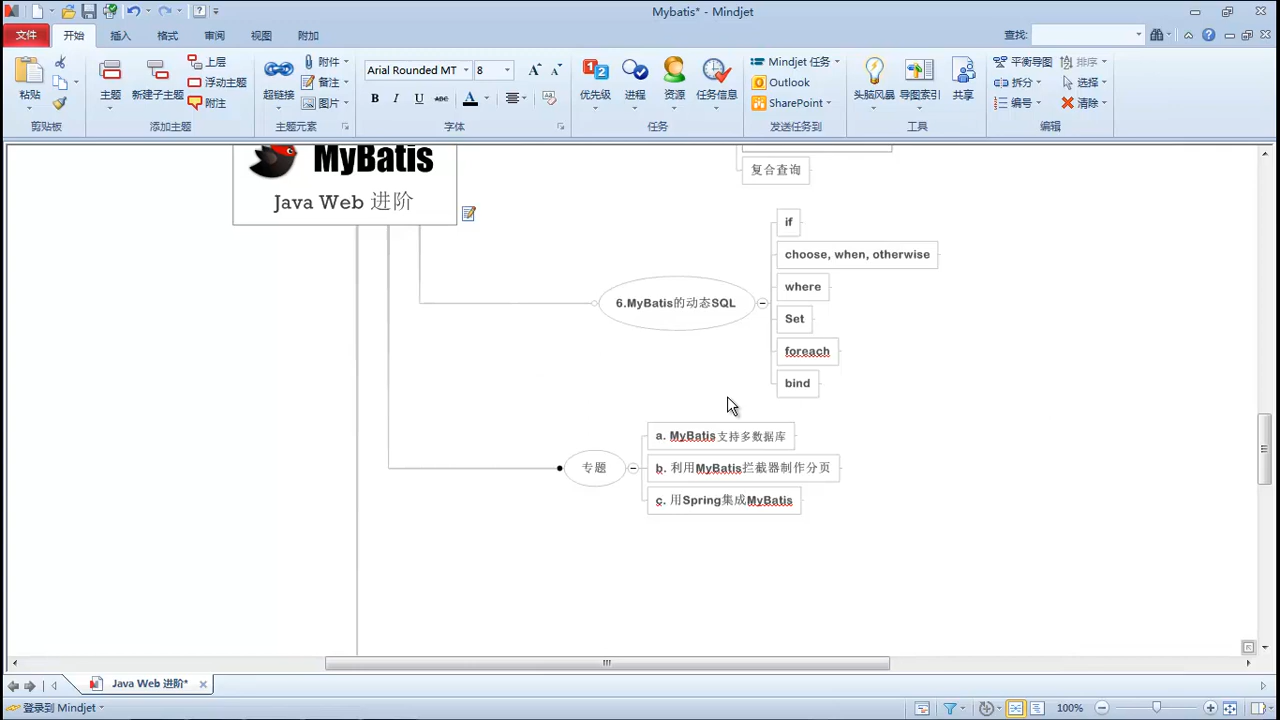 Mybatis* - Mindjet
文件
开始
插入
格式
审阅
视图
附加
查找:
粘贴
剪贴板
主题
新建子主题
上层
浮动主题
附注
添加主题
超链接
附件
备注
图片
主题元素
Arial Rounded MT
8
B
I
U
abc
A
字体
优先级
进程
资源
任务信息
任务
Mindjet 任务
Outlook
SharePoint
发送任务到
头脑风暴
导图索引
共享
工具
平衡导图
排序
拆分
选择
编号
清除
编辑
MyBatis
Java Web 进阶
复合查询
6.MyBatis的动态SQL
if
choose, when, otherwise
where
Set
foreach
bind
专题
a. MyBatis支持多数据库
b. 利用MyBatis拦截器制作分页
c. 用Spring集成MyBatis
Java Web 进阶*
登录到 Mindjet
100%